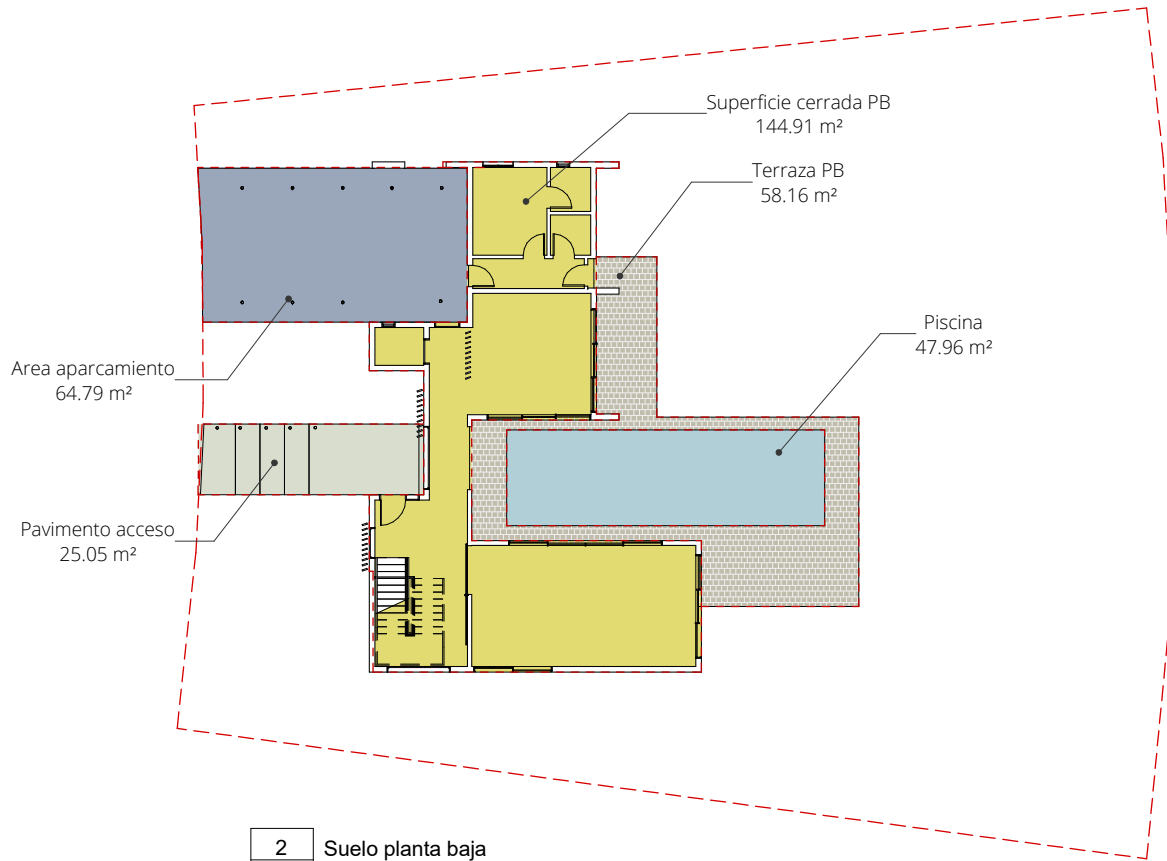 Superficie cerrada PB
144.91 m²
Terraza PB
58.16 m²
Piscina
47.96 m²
Area aparcamiento
64.79 m²
Pavimento acceso
25.05 m²
2 Suelo planta baja